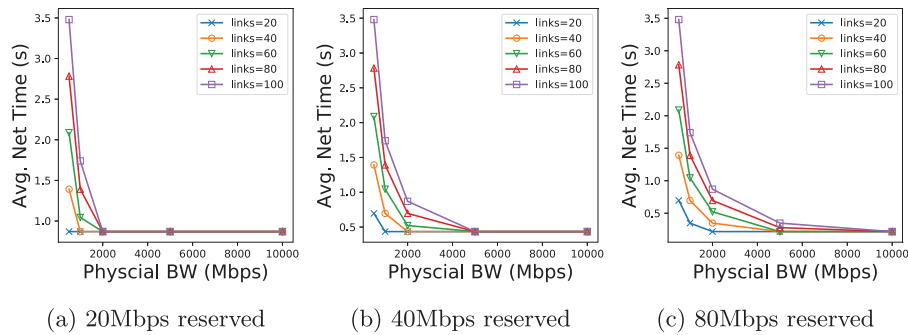 3.5
3.0
2.5
2.0
1.5
1.0
Avg. Net Time (s)
links=20
links=40
links=60
links=80
links=100
2000 4000 6000 8000 10000
Physcial BW (Mbps)
(a) 20Mbps reserved
3.5
3.0
2.5
2.0
1.5
1.0
0.5
Avg. Net Time (s)
links=20
links=40
links=60
links=80
links=100
2000 4000 6000 8000 10000
Physcial BW (Mbps)
(b) 40Mbps reserved
3.5
3.0
2.5
2.0
1.5
1.0
0.5
Avg. Net Time (s)
links=20
links=40
links=60
links=80
links=100
2000 4000 6000 8000 10000
Physcial BW (Mbps)
(c) 80Mbps reserved